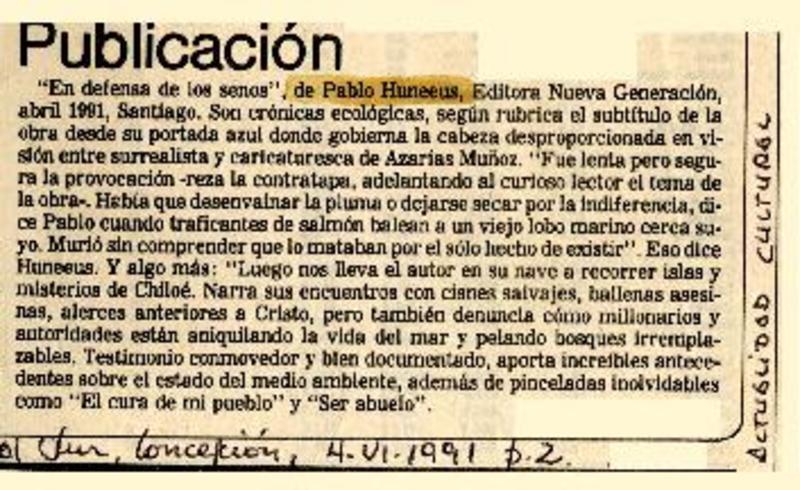 Publicación
"En defensa de los senos", de Pablo Huneeus, Editora Nueva Generación,
abril 1991, Santiago. Son crónicas ecológicas, según rubrica el subtítulo de la
obra desde su portada azul donde gobierna la cabeza desproporcionada en vi-
sión entre surrealista y caricaturesca de Azarías Muñoz. "Fue lenta pero segu-
ra la provocación -reza la contratapa, adelantando al curioso lector el tema de
la obra-. Había que desenvainar la pluma o dejarse secar por la indiferencia, di-
ce Pablo cuando traficantes de salmón balean a un viejo lobo marino cerca su-
yo. Murió sin comprender que lo mataban por el sólo hecho de existir". Eso dice
Huneeus. Y algo más: "Luego nos lleva el autor en su nave a recorrer islas y
misterios de Chiloé. Narra sus encuentros con cisnes salvajes, ballenas asesi-
nas, alerces anteriores a Cristo, pero también denuncia cómo millonarios y
autoridades están aniquilando la vida del mar y pelando bosques irrempla-
zables. Testimonio conmovedor y bien documentado, aporta increíbles antece-
dentes sobre el estado del medio ambiente, además de pinceladas inolvidables
como "El cura de mi pueblo" y "Ser abuelo".
el Sur, Concepción, 4-VI-1991 p. 2.
ACTUALIDAD CULTURAL